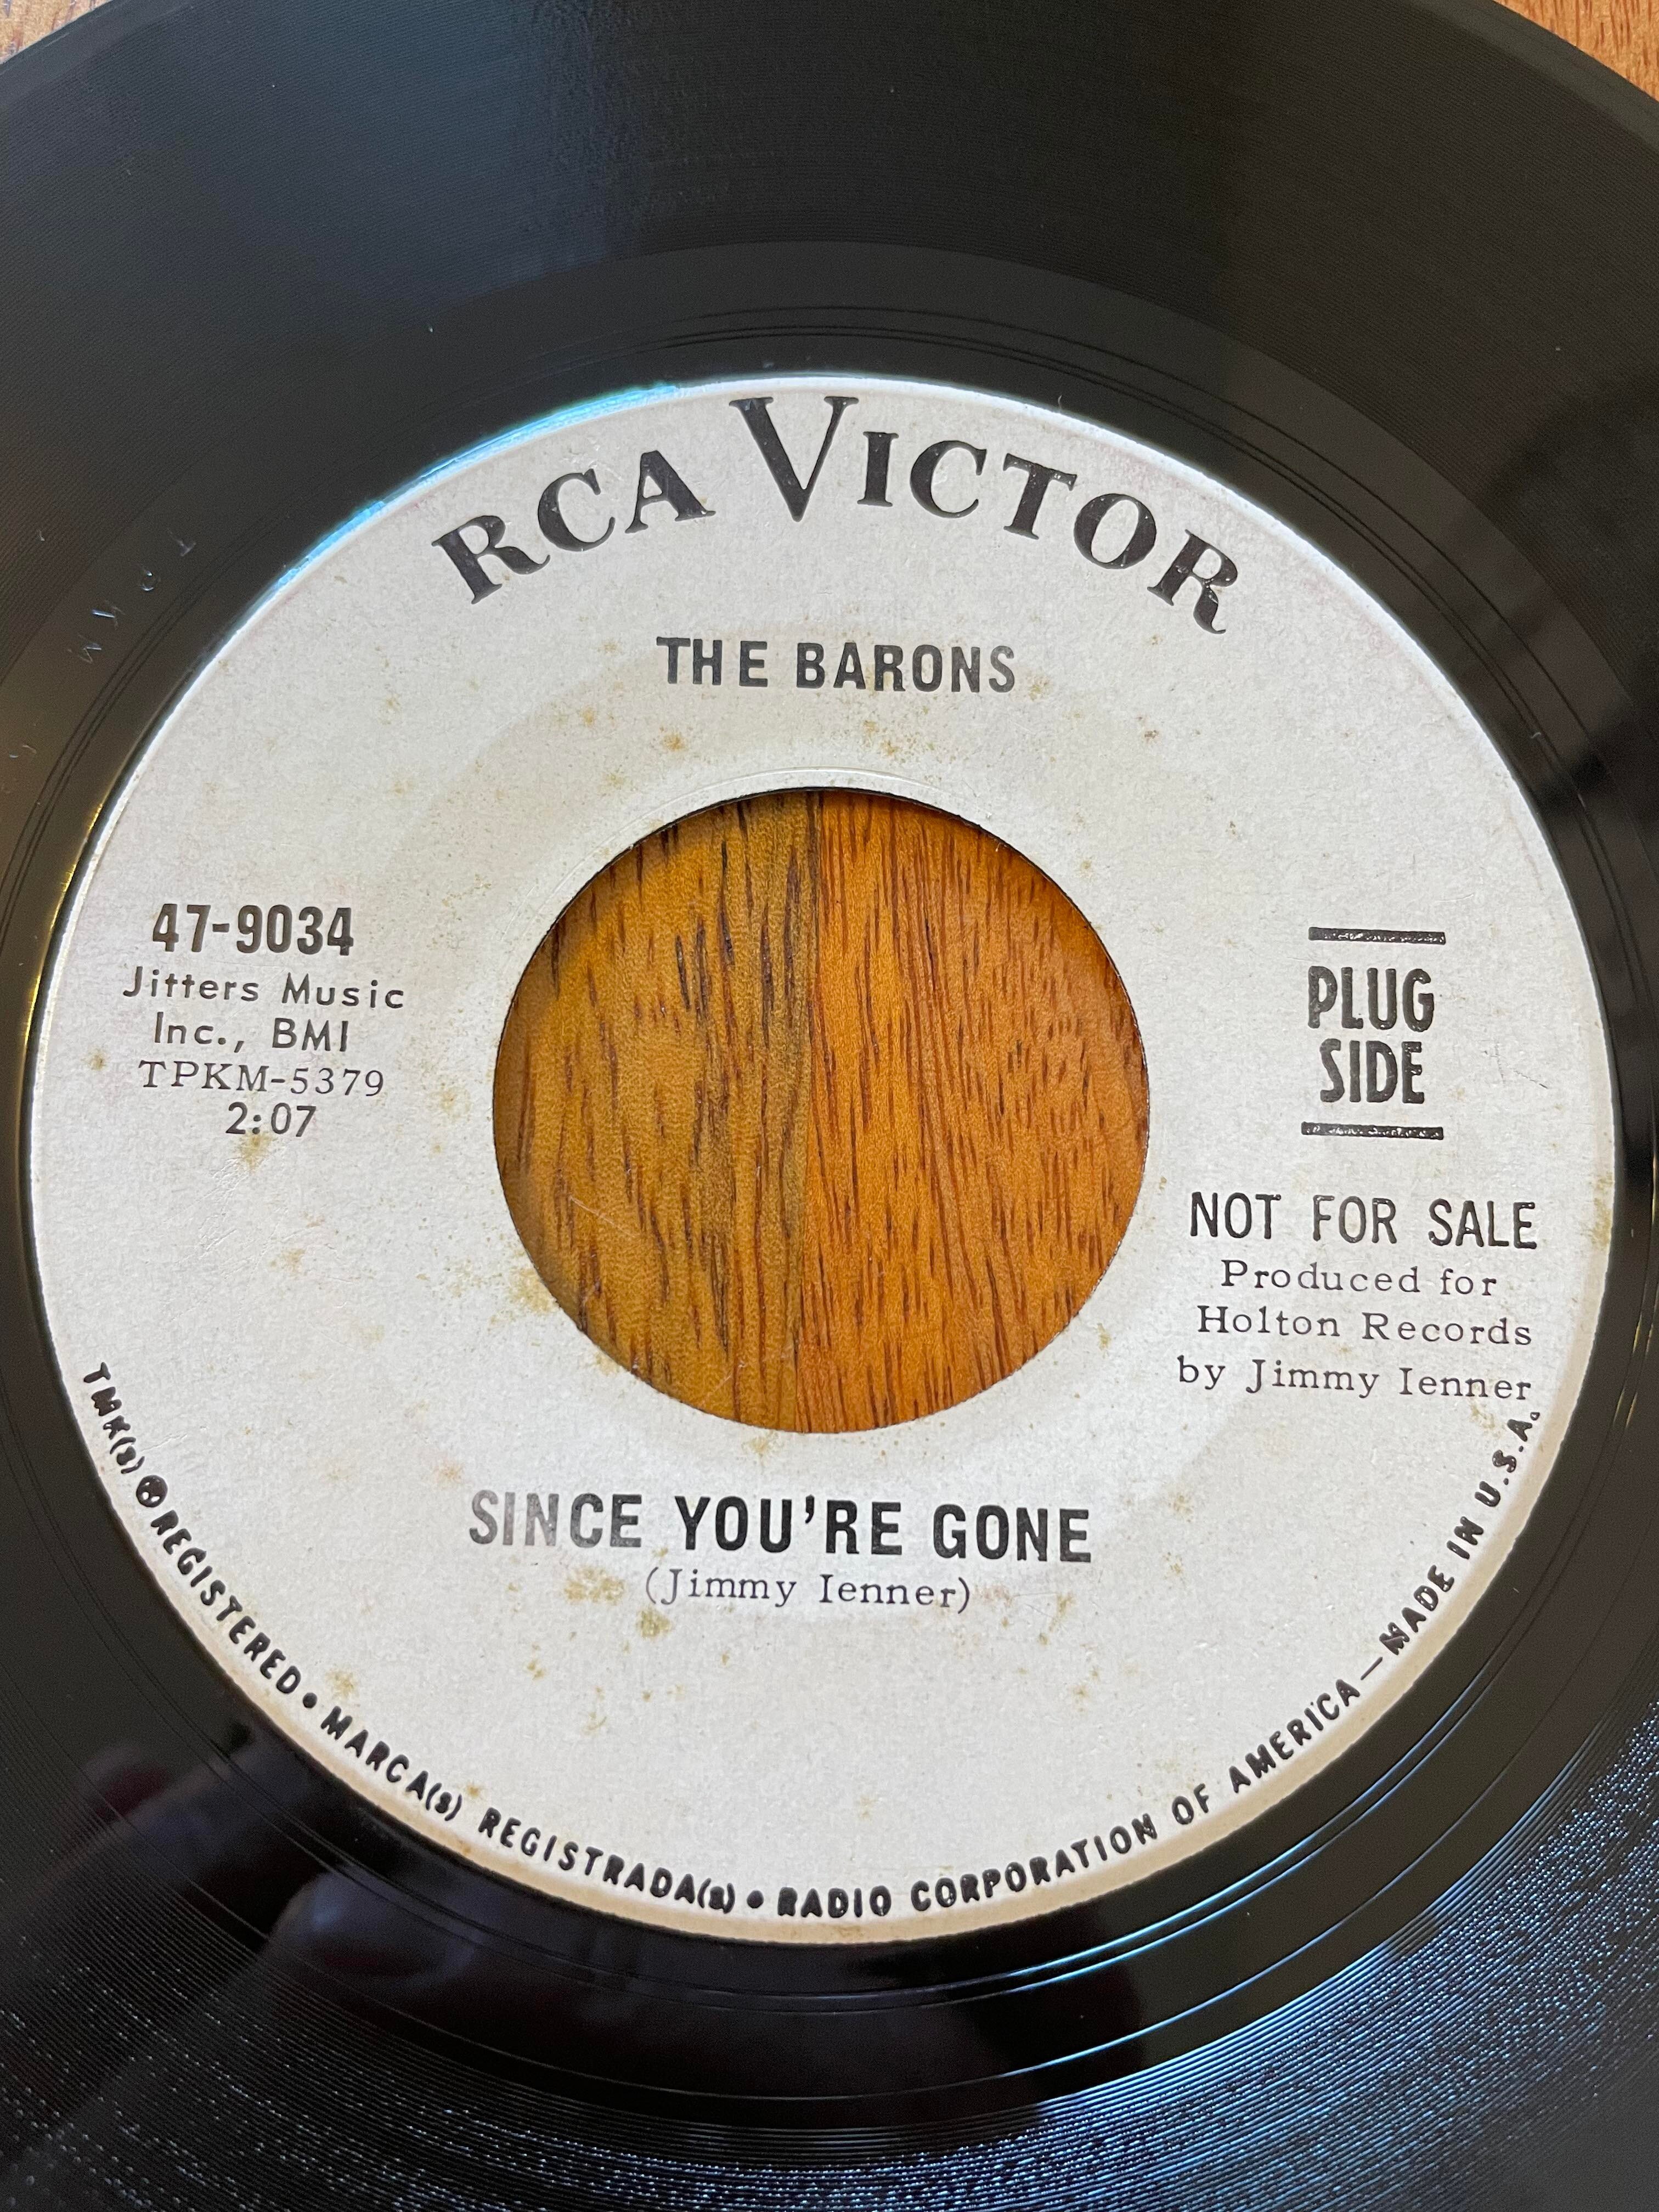 RCA VICTOR
THE BARONS
47-9034
Jitters Music
Inc., BMI
TPKM-5379
2:07
PLUG
SIDE
NOT FOR SALE
Produced for
Holton Records
by Jimmy Ienner
SINCE YOU'RE GONE
(Jimmy Ienner)
TMK(s) ® REGISTERED • MARCA(s) REGISTRADA(s) • RADIO CORPORATION OF AMERICA—MADE IN U.S.A.
T P K M